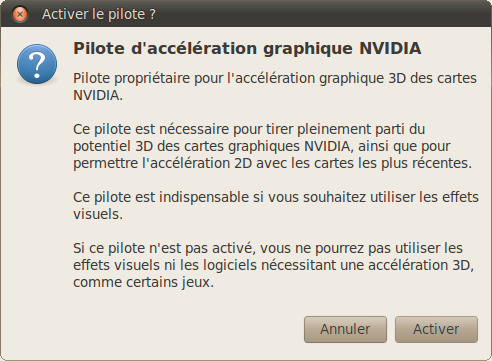 Activer le pilote ?
Pilote d'accélération graphique NVIDIA
Pilote propriétaire pour l'accélération graphique 3D des cartes
NVIDIA.
Ce pilote est nécessaire pour tirer pleinement parti du
potentiel 3D des cartes graphiques NVIDIA, ainsi que pour
permettre l'accélération 2D avec les cartes les plus récentes.
Ce pilote est indispensable si vous souhaitez utiliser les effets
visuels.
Si ce pilote n'est pas activé, vous ne pourrez pas utiliser les
effets visuels ni les logiciels nécessitant une accélération 3D,
comme certains jeux.
Annuler
Activer